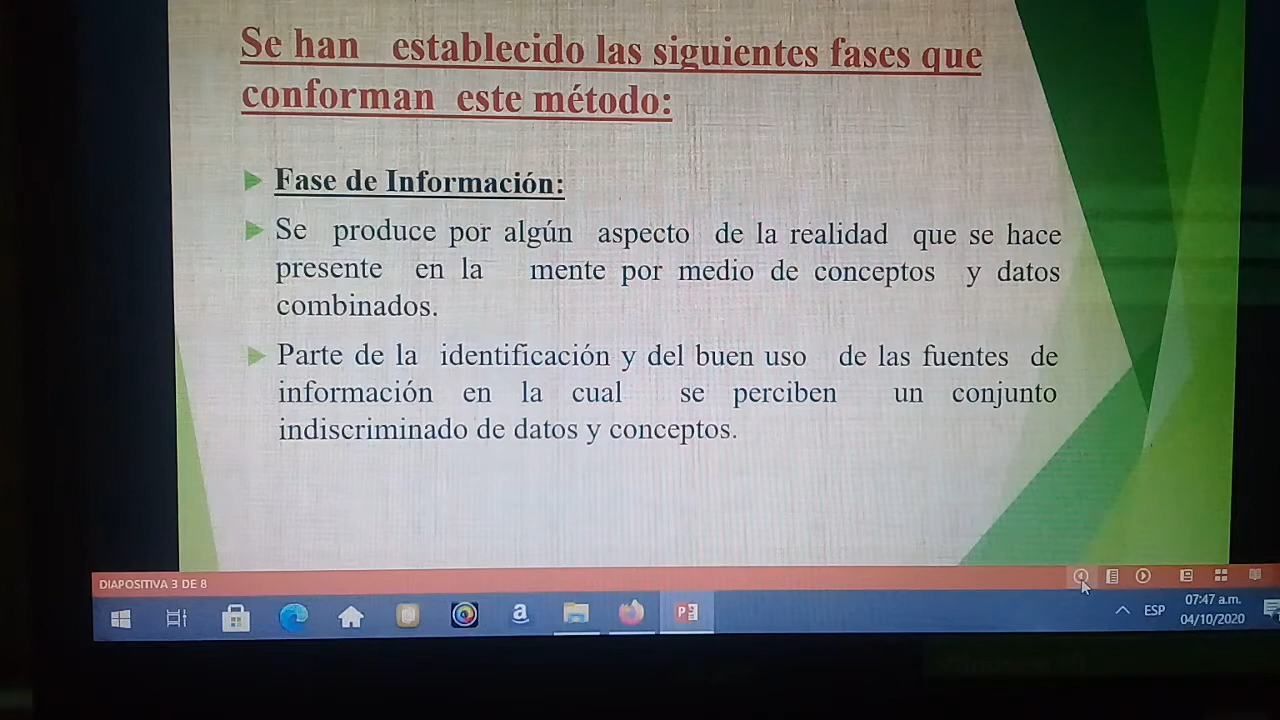 Se han establecido las siguientes fases que
conforman este método:
Fase de Información:
Se produce por algún aspecto de la realidad que se hace
presente en la mente por medio de conceptos y datos
combinados.
Parte de la identificación y del buen uso de las fuentes de
información en la cual se perciben un conjunto
indiscriminado de datos y conceptos.
DIAPOSITIVA 3 DE 8
ESP
07:47 a.m.
04/10/2020